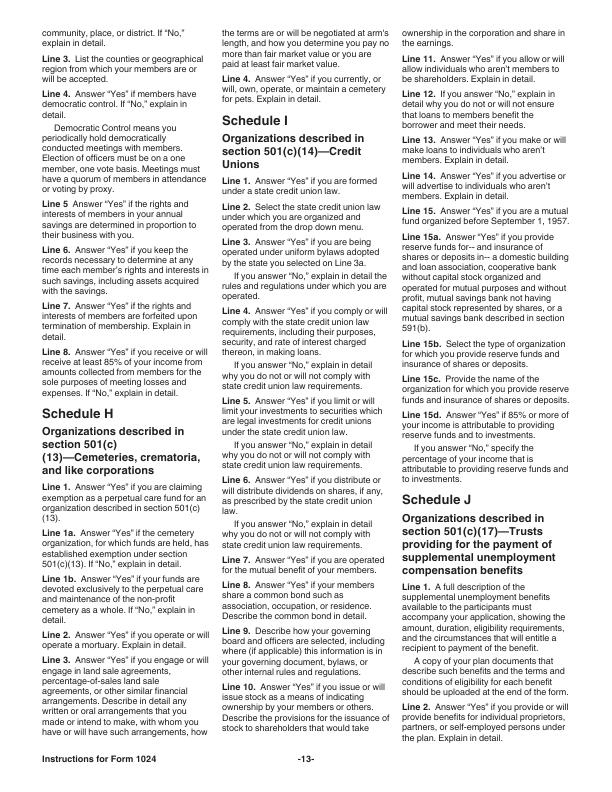 community, place, or district. If “No,”
explain in detail.
Line 3. List the counties or geographical
region from which your members are or
will be accepted.
Line 4. Answer “Yes” if members have
democratic control. If “No,” explain in
detail.
Democratic Control means you
periodically hold democratically
conducted meetings with members.
Election of officers must be on a one
member, one vote basis. Meetings must
have a quorum of members in attendance
or voting by proxy.
Line 5 Answer “Yes” if the rights and
interests of members in your annual
savings are determined in proportion to
their business with you.
Line 6. Answer “Yes” if you keep the
records necessary to determine at any
time each member’s rights and interests in
such savings, including assets acquired
with the savings.
Line 7. Answer “Yes” if the rights and
interests of members are forfeited upon
termination of membership. Explain in
detail.
Line 8. Answer “Yes” if you receive or will
receive at least 85% of your income from
amounts collected from members for the
sole purposes of meeting losses and
expenses. If “No,” explain in detail.
Schedule H
Organizations described in
section 501(c)
(13)—Cemeteries, crematoria,
and like corporations
Line 1. Answer “Yes” if you are claiming
exemption as a perpetual care fund for an
organization described in section 501(c)
(13).
Line 1a. Answer “Yes” if the cemetery
organization, for which funds are held, has
established exemption under section
501(c)(13). If “No,” explain in detail.
Line 1b. Answer “Yes” if your funds are
devoted exclusively to the perpetual care
and maintenance of the non-profit
cemetery as a whole. If “No,” explain in
detail.
Line 2. Answer “Yes” if you operate or will
operate a mortuary. Explain in detail.
Line 3. Answer “Yes” if you engage or will
engage in land sale agreements,
percentage-of-sales land sale
agreements, or other similar financial
arrangements. Describe in detail any
written or oral arrangements that you
made or intend to make, with whom you
have or will have such arrangements, how
the terms are or will be negotiated at arm’s
length, and how you determine you pay no
more than fair market value or you are
paid at least fair market value.
Line 4. Answer “Yes” if you currently, or
will, own, operate, or maintain a cemetery
for pets. Explain in detail.
Schedule I
Organizations described in
section 501(c)(14)—Credit
Unions
Line 1. Answer “Yes” if you are formed
under a state credit union law.
Line 2. Select the state credit union law
under which you are organized and
operated from the drop down menu.
Line 3. Answer “Yes” if you are being
operated under uniform bylaws adopted
by the state you selected on Line 3a.
If you answer “No,” explain in detail the
rules and regulations under which you are
operated.
Line 4. Answer “Yes” if you comply or will
comply with the state credit union law
requirements, including their purposes,
security, and rate of interest charged
thereon, in making loans.
If you answer “No,” explain in detail
why you do not or will not comply with
state credit union law requirements.
Line 5. Answer “Yes” if you limit or will
limit your investments to securities which
are legal investments for credit unions
under the state credit union law.
If you answer “No,” explain in detail
why you do not or will not comply with
state credit union law requirements.
Line 6. Answer “Yes” if you distribute or
will distribute dividends on shares, if any,
as prescribed by the state credit union
law.
If you answer “No,” explain in detail
why you do not or will not comply with
state credit union law requirements.
Line 7. Answer “Yes” if you are operated
for the mutual benefit of your members.
Line 8. Answer “Yes” if your members
share a common bond such as
association, occupation, or residence.
Describe the common bond in detail.
Line 9. Describe how your governing
board and officers are selected, including
where (if applicable) this information is in
your governing document, bylaws, or
other internal rules and regulations.
Line 10. Answer “Yes” if you issue or will
issue stock as a means of indicating
ownership by your members or others.
Describe the provisions for the issuance of
stock to shareholders that would take
ownership in the corporation and share in
the earnings.
Line 11. Answer “Yes” if you allow or will
allow individuals who aren’t members to
be shareholders. Explain in detail.
Line 12. If you answer “No,” explain in
detail why you do not or will not ensure
that loans to members benefit the
borrower and meet their needs.
Line 13. Answer “Yes” if you make or will
make loans to individuals who aren’t
members. Explain in detail.
Line 14. Answer “Yes” if you advertise or
will advertise to individuals who aren’t
members. Explain in detail.
Line 15. Answer “Yes” if you are a mutual
fund organized before September 1, 1957.
Line 15a. Answer “Yes” if you provide
reserve funds for-- and insurance of
shares or deposits in-- a domestic building
and loan association, cooperative bank
without capital stock organized and
operated for mutual purposes and without
profit, mutual savings bank not having
capital stock represented by shares, or a
mutual savings bank described in section
591(b).
Line 15b. Select the type of organization
for which you provide reserve funds and
insurance of shares or deposits.
Line 15c. Provide the name of the
organization for which you provide reserve
funds and insurance of shares or deposits.
Line 15d. Answer “Yes” if 85% or more of
your income is attributable to providing
reserve funds and to investments.
If you answer “No,” specify the
percentage of your income that is
attributable to providing reserve funds and
to investments.
Schedule J
Organizations described in
section 501(c)(17)—Trusts
providing for the payment of
supplemental unemployment
compensation benefits
Line 1. A full description of the
supplemental unemployment benefits
available to the participants must
accompany your application, showing the
amount, duration, eligibility requirements,
and the circumstances that will entitle a
recipient to payment of the benefit.
A copy of your plan documents that
describe such benefits and the terms and
conditions of eligibility for each benefit
should be uploaded at the end of the form.
Line 2. Answer “Yes” if you provide or will
provide benefits for individual proprietors,
partners, or self-employed persons under
the plan. Explain in detail.
Instructions for Form 1024
-13-